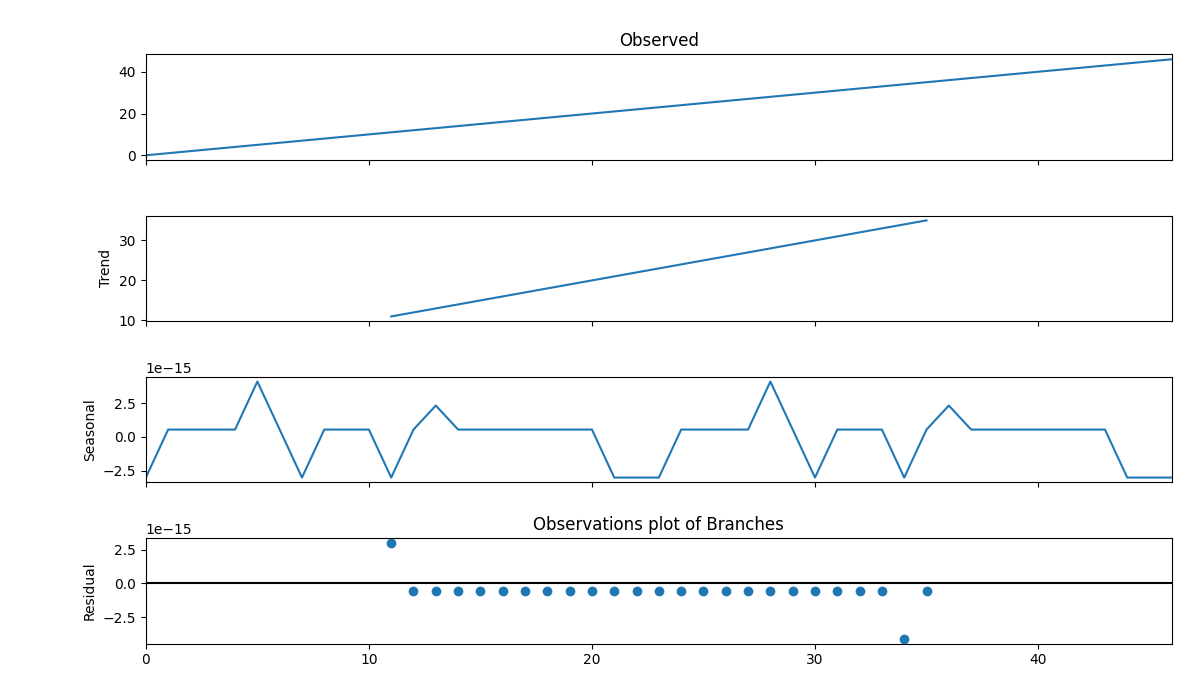 Observed
40
20
0
Trend
30
20
10
1e−15
Seasonal
2.5
0.0
−2.5
Observations plot of Branches
1e−15
Residual
2.5
0.0
−2.5
0 10 20 30 40